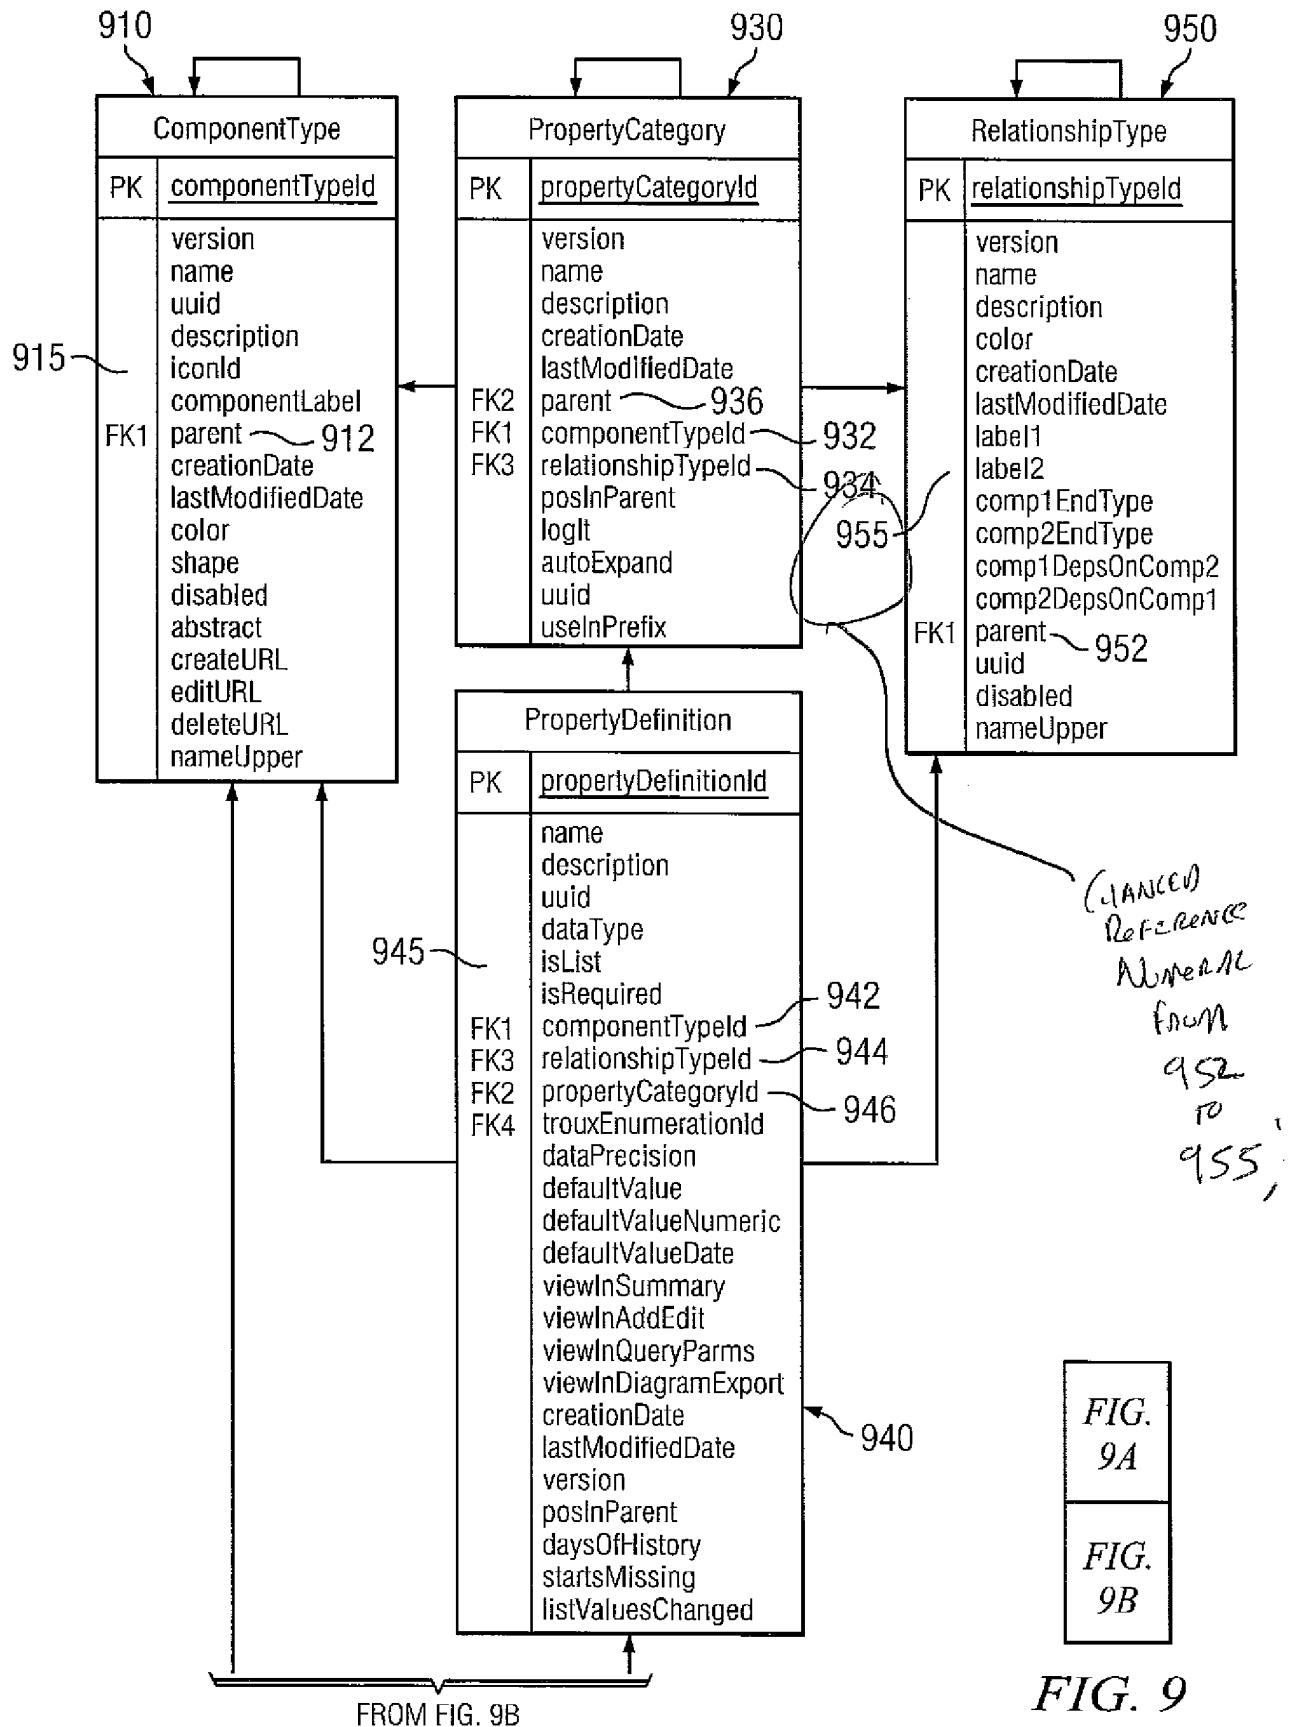 910
930
950
ComponentType
PK componentTypeId
version
name
uuid
description
915
iconId
componentLabel
FK1 parent 912
creationDate
lastModifiedDate
color
shape
disabled
abstract
createURL
editURL
deleteURL
nameUpper
PropertyCategory
PK propertyCategoryId
version
name
description
creationDate
lastModifiedDate
FK2 parent 936
FK1 componentTypeId 932
FK3 relationshipTypeId 934
posInParent
logIt
autoExpand
uuid
useInPrefix
RelationshipType
PK relationshipTypeId
version
name
description
color
creationDate
lastModifiedDate
label1
label2
955
comp1EndType
comp2EndType
comp1DepsOnComp2
comp2DepsOnComp1
FK1 parent 952
uuid
disabled
nameUpper
PropertyDefinition
PK propertyDefinitionId
name
description
uuid
dataType
945
isList
isRequired
FK1 componentTypeId 942
FK3 relationshipTypeId 944
FK2 propertyCategoryId 946
FK4 trouxEnumerationId
dataPrecision
defaultValue
defaultValueNumeric
defaultValueDate
viewInSummary
viewInAddEdit
viewInQueryParms
viewInDiagramExport
creationDate
940
lastModifiedDate
version
posInParent
daysOfHistory
startsMissing
listValuesChanged
CHANGED
REFERENCE
NUMERAL
FROM
952
TO
955,
FROM FIG. 9B
FIG.
9A
FIG.
9B
FIG. 9